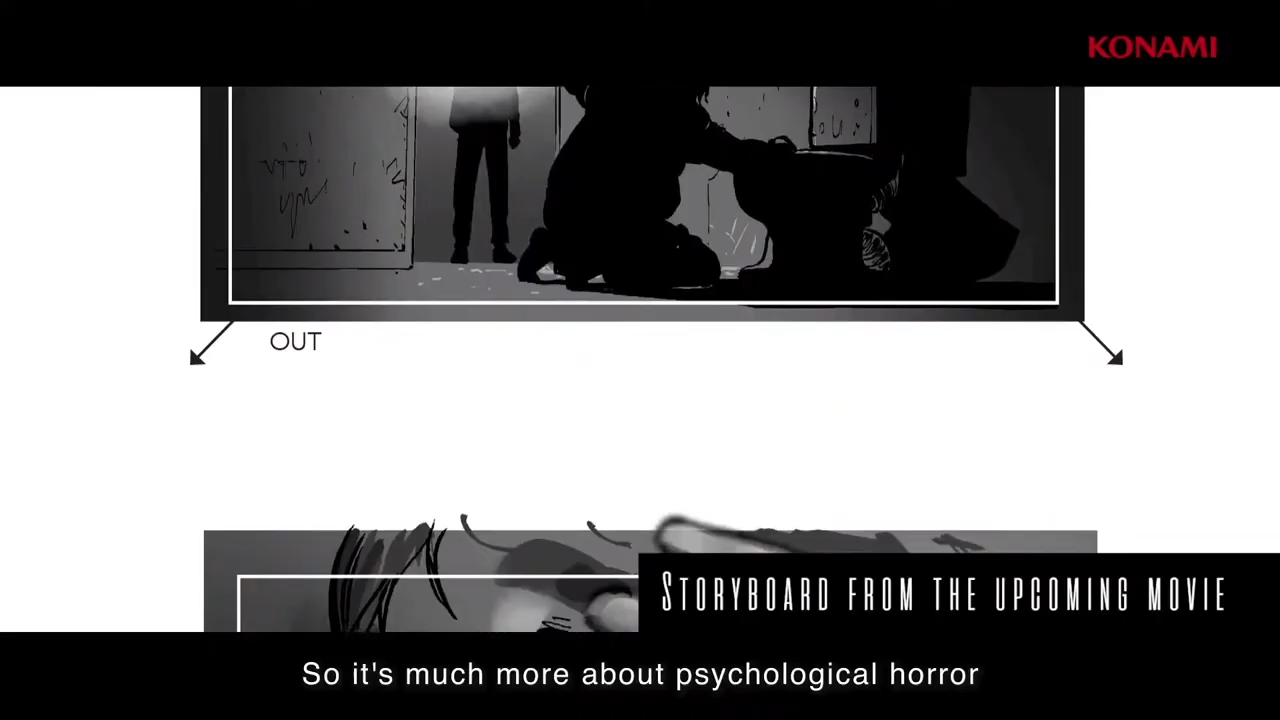 KONAMI
OUT
STORYBOARD FROM THE UPCOMING MOVIE
So it's much more about psychological horror